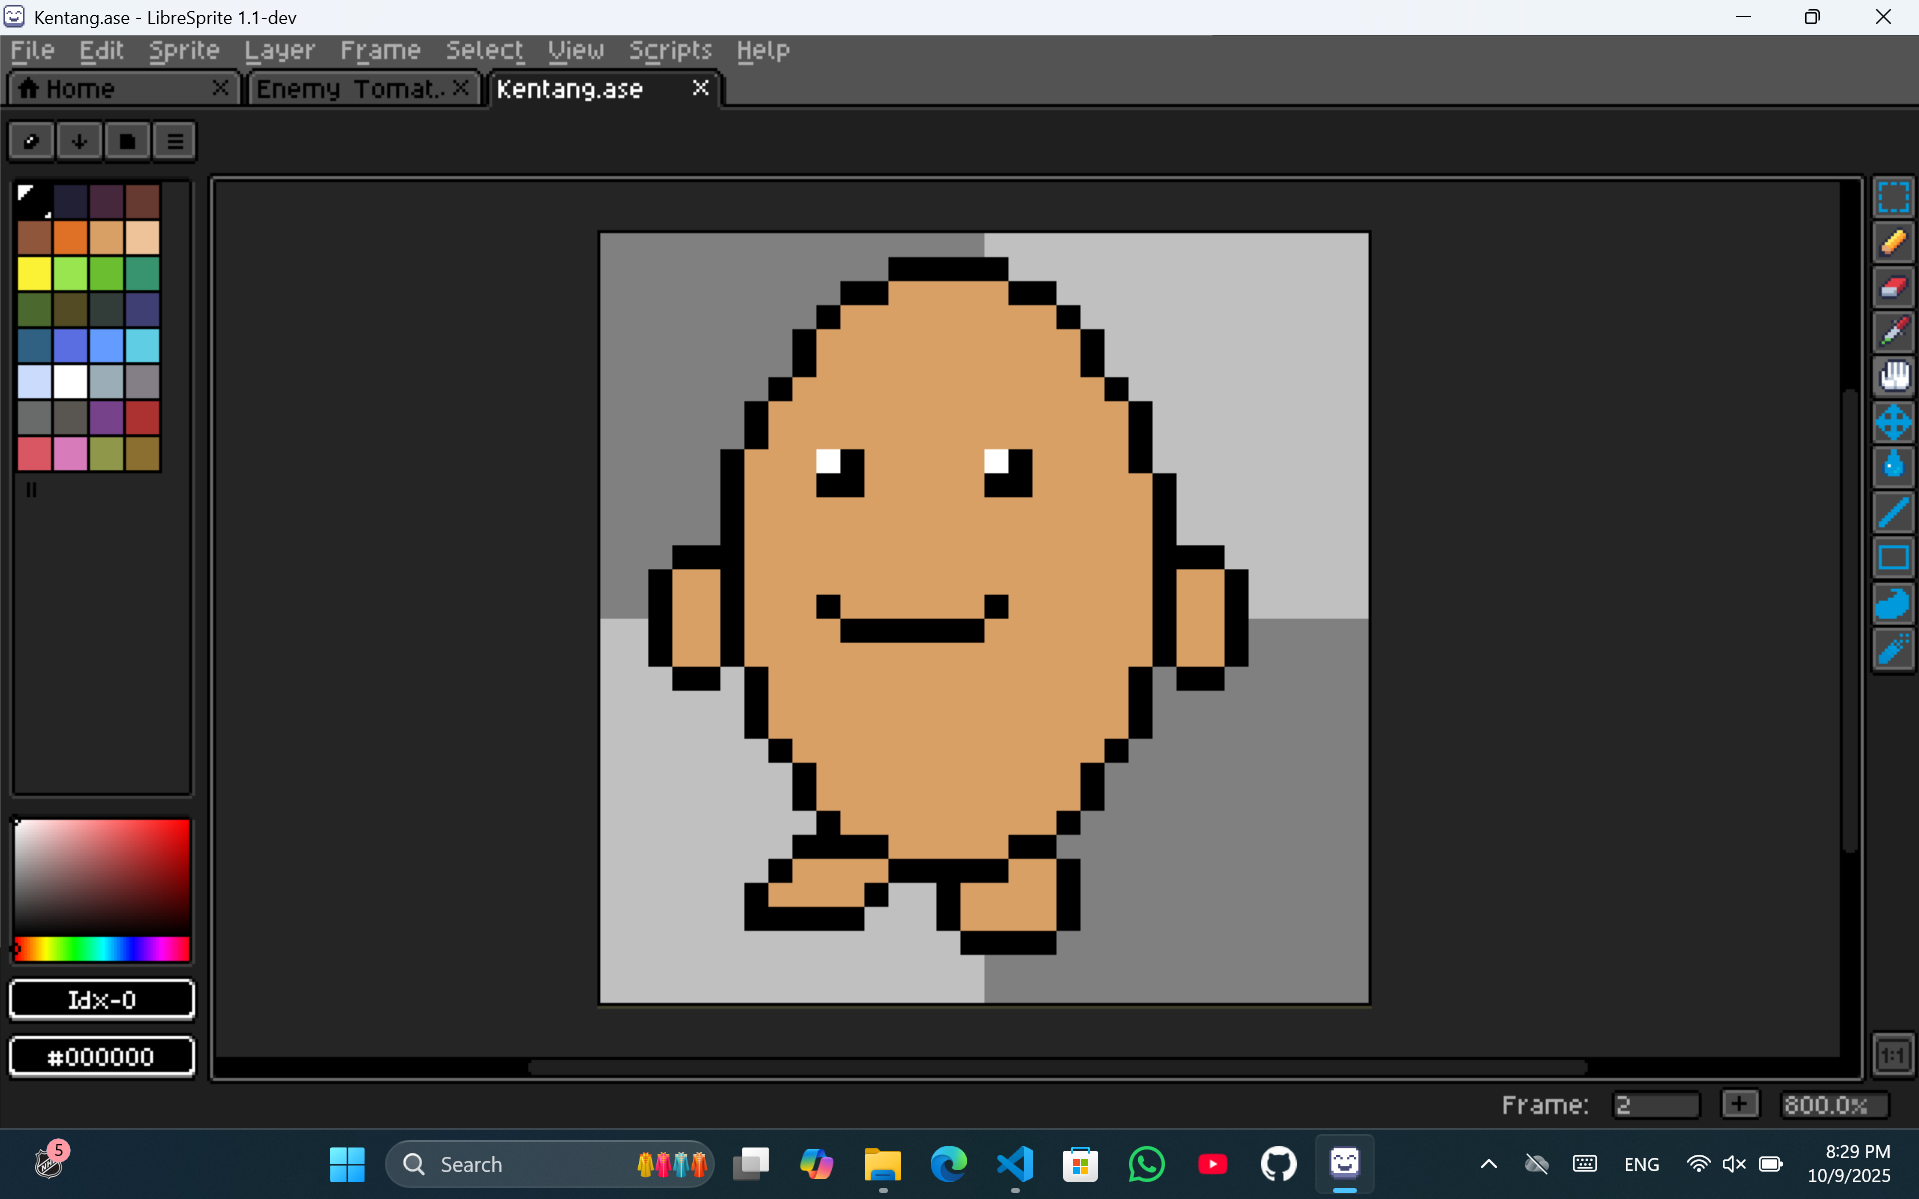 Kentang.ase - LibreSprite 1.1-dev
File Edit Sprite Layer Frame Select View Scripts Help
Home Enemy Tomat.. Kentang.ase
Idx-0
#000000
1:1
Frame: 2 + 800.0%
5
Search
ENG
8:29 PM
10/9/2025